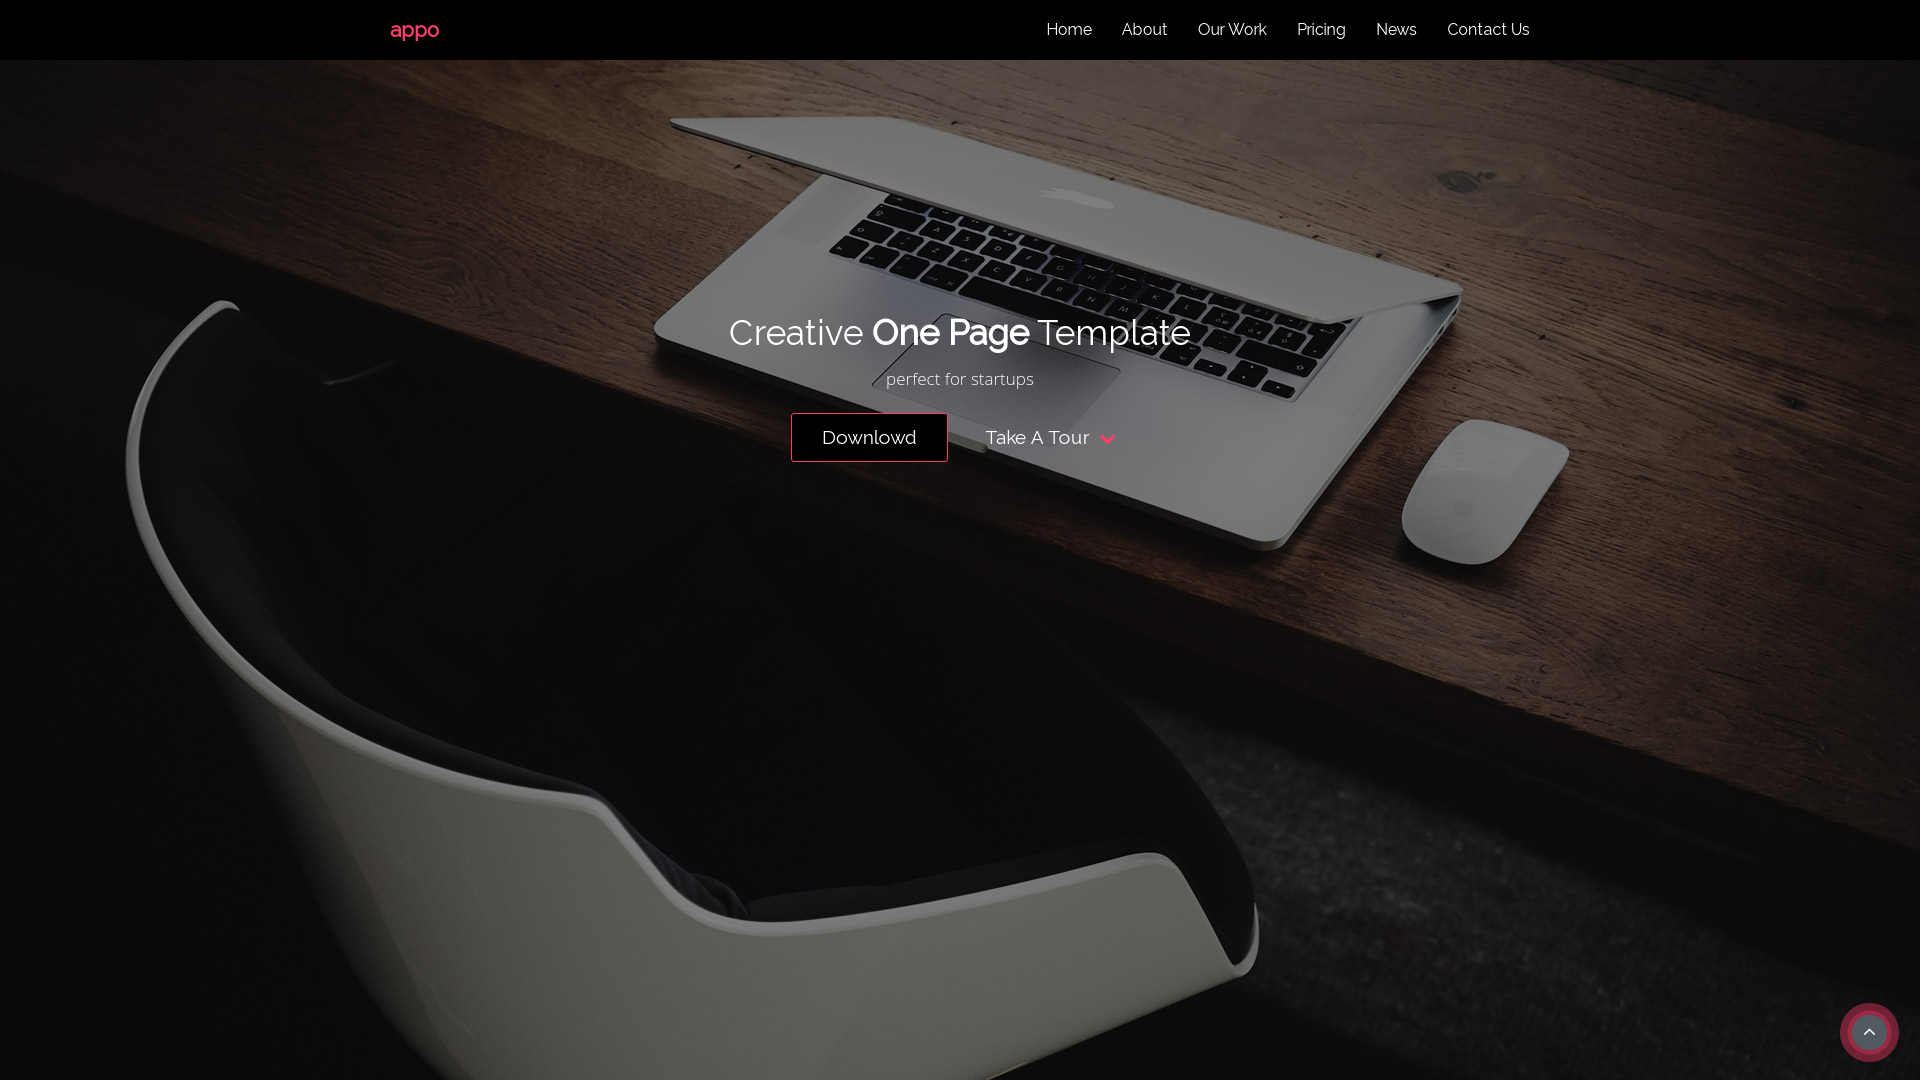 appo
Home About Our Work Pricing News Contact Us
Creative One Page Template
perfect for startups
Downlowd Take A Tour